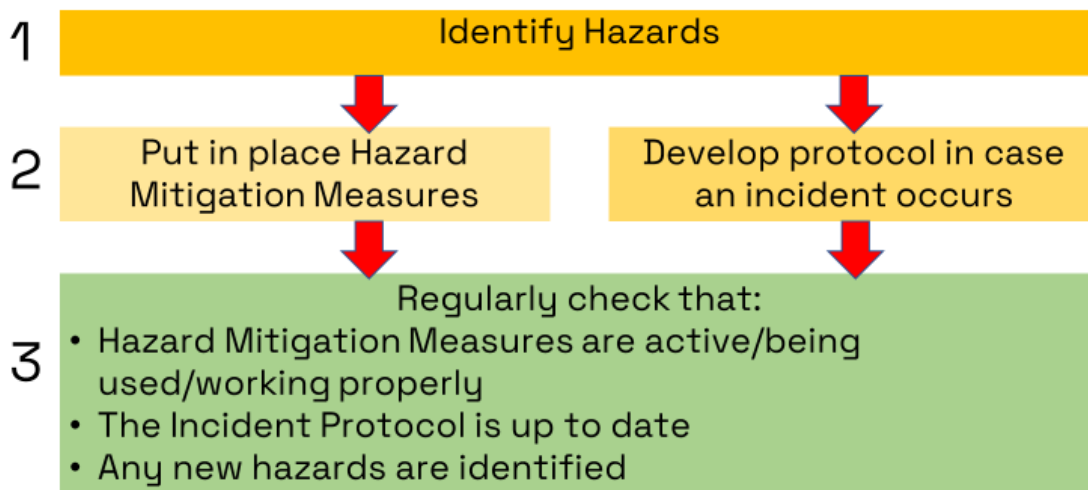 1
Identify Hazards
2
Put in place Hazard
Mitigation Measures
Develop protocol in case
an incident occurs
3
Regularly check that:
• Hazard Mitigation Measures are active/being
used/working properly
• The Incident Protocol is up to date
• Any new hazards are identified